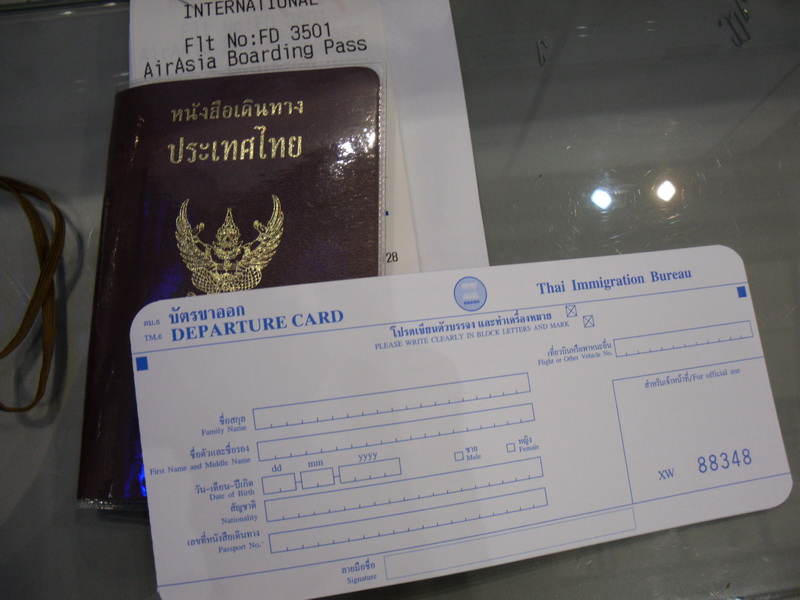 INTERNATIONAL
Flt No:FD 3501
AirAsia Boarding Pass
หนังสือเดินทาง
ประเทศไทย
28
ตม.6 บัตรขาออก
TM.6 DEPARTURE CARD
Thai Immigration Bureau
โปรดเขียนตัวบรรจง และทำเครื่องหมาย ☒
PLEASE WRITE CLEARLY IN BLOCK LETTERS AND MARK ☒
เที่ยวบินหรือพาหนะอื่น
Flight or Other Vehicle No.
ชื่อสกุล
Family Name
ชื่อตัวและชื่อรอง
First Name and Middle Name
dd mm yyyy
วัน-เดือน-ปีเกิด
Date of Birth
ชาย
Male
หญิง
Female
สัญชาติ
Nationality
เลขที่หนังสือเดินทาง
Passport No.
ลายมือชื่อ
Signature
สำหรับเจ้าหน้าที่/For official use
XW 88348